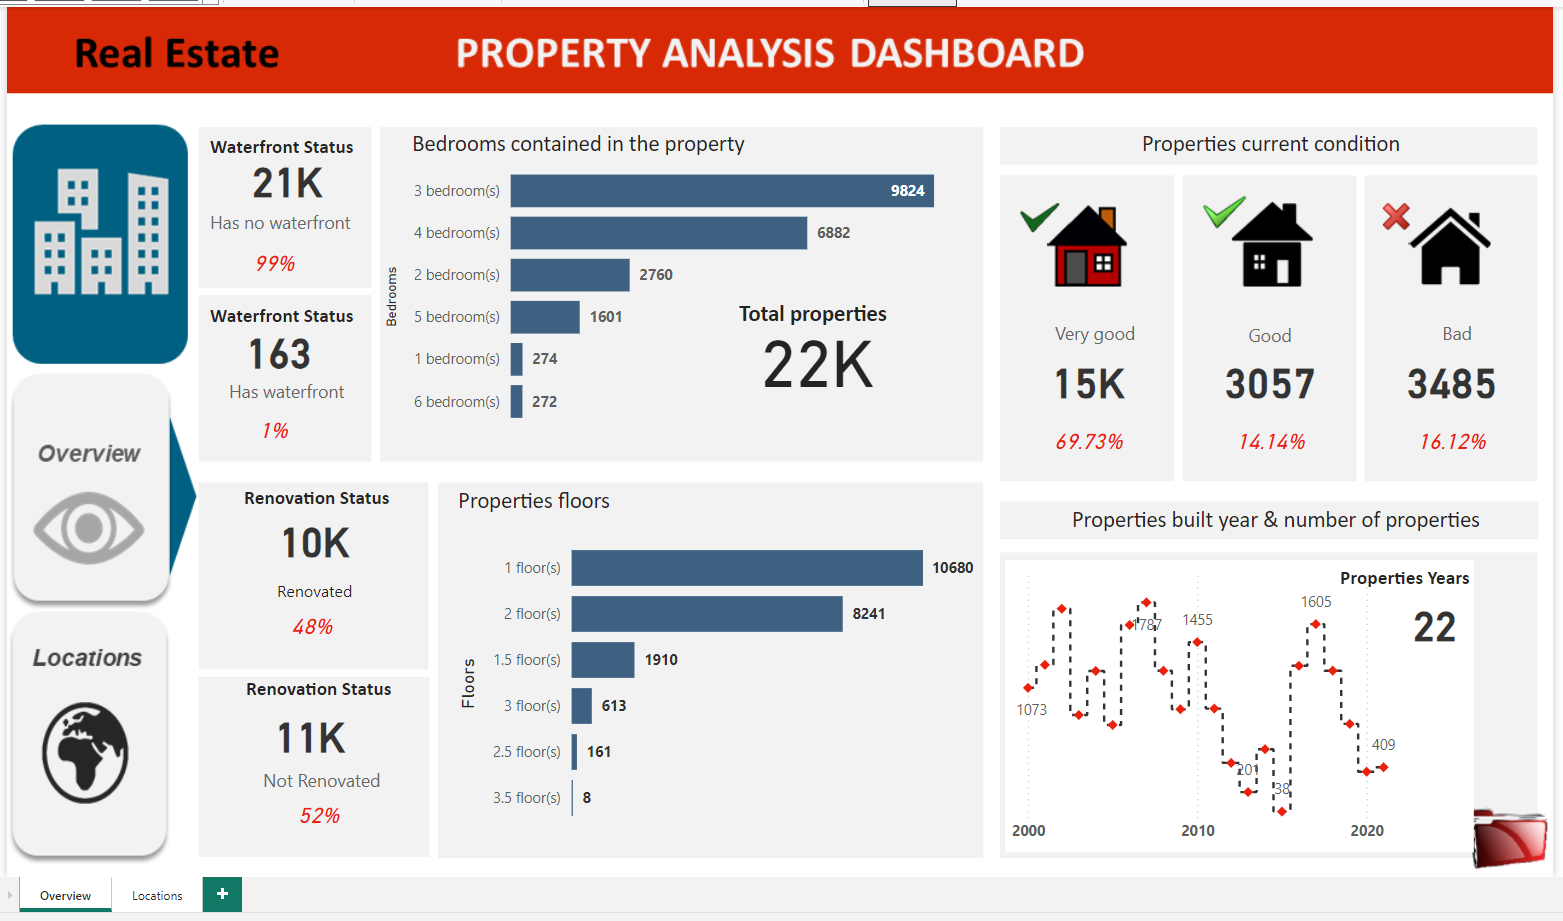 Real Estate
PROPERTY ANALYSIS DASHBOARD
Waterfront Status
21K
Has no waterfront
99%
Waterfront Status
163
Has waterfront
1%
Bedrooms contained in the property
Bedrooms
3 bedroom(s) 9824
4 bedroom(s) 6882
2 bedroom(s) 2760
5 bedroom(s) 1601
1 bedroom(s) 274
6 bedroom(s) 272
Total properties
22K
Properties current condition
Very good
15K
69.73%
Good
3057
14.14%
Bad
3485
16.12%
Overview
Locations
Renovation Status
10K
Renovated
48%
Renovation Status
11K
Not Renovated
52%
Properties floors
Floors
1 floor(s) 10680
2 floor(s) 8241
1.5 floor(s) 1910
3 floor(s) 613
2.5 floor(s) 161
3.5 floor(s) 8
Properties built year & number of properties
Properties Years
22
1073
1787
1455
201
38
1605
409
2000 2010 2020
Overview Locations +